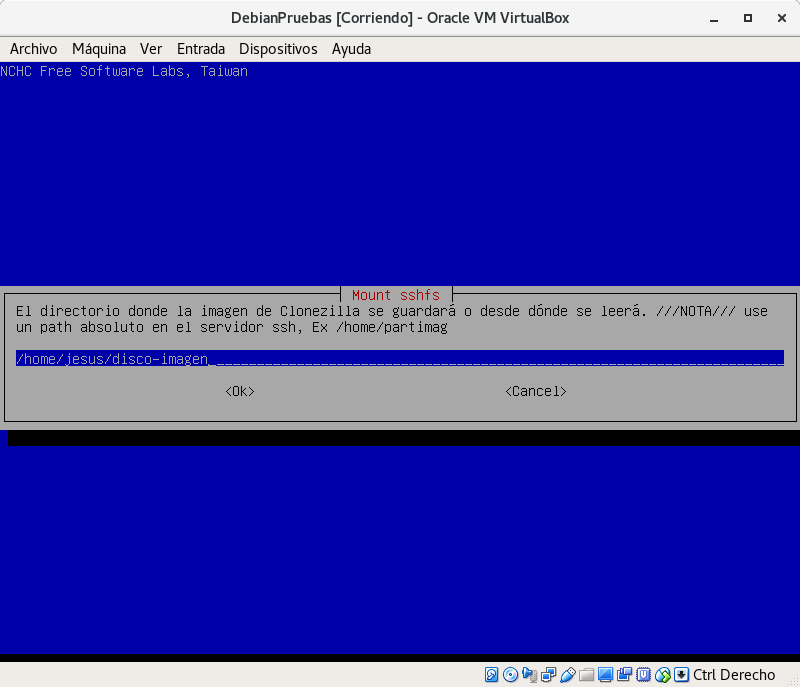 DebianPruebas [Corriendo] - Oracle VM VirtualBox
Archivo Máquina Ver Entrada Dispositivos Ayuda
NCHC Free Software Labs, Taiwan
Mount sshfs
El directorio donde la imagen de Clonezilla se guardará o desde dónde se leerá. ///NOTA/// use
un path absoluto en el servidor ssh, Ex /home/partimag
/home/jesus/disco-imagen
<Ok> <Cancel>
Ctrl Derecho